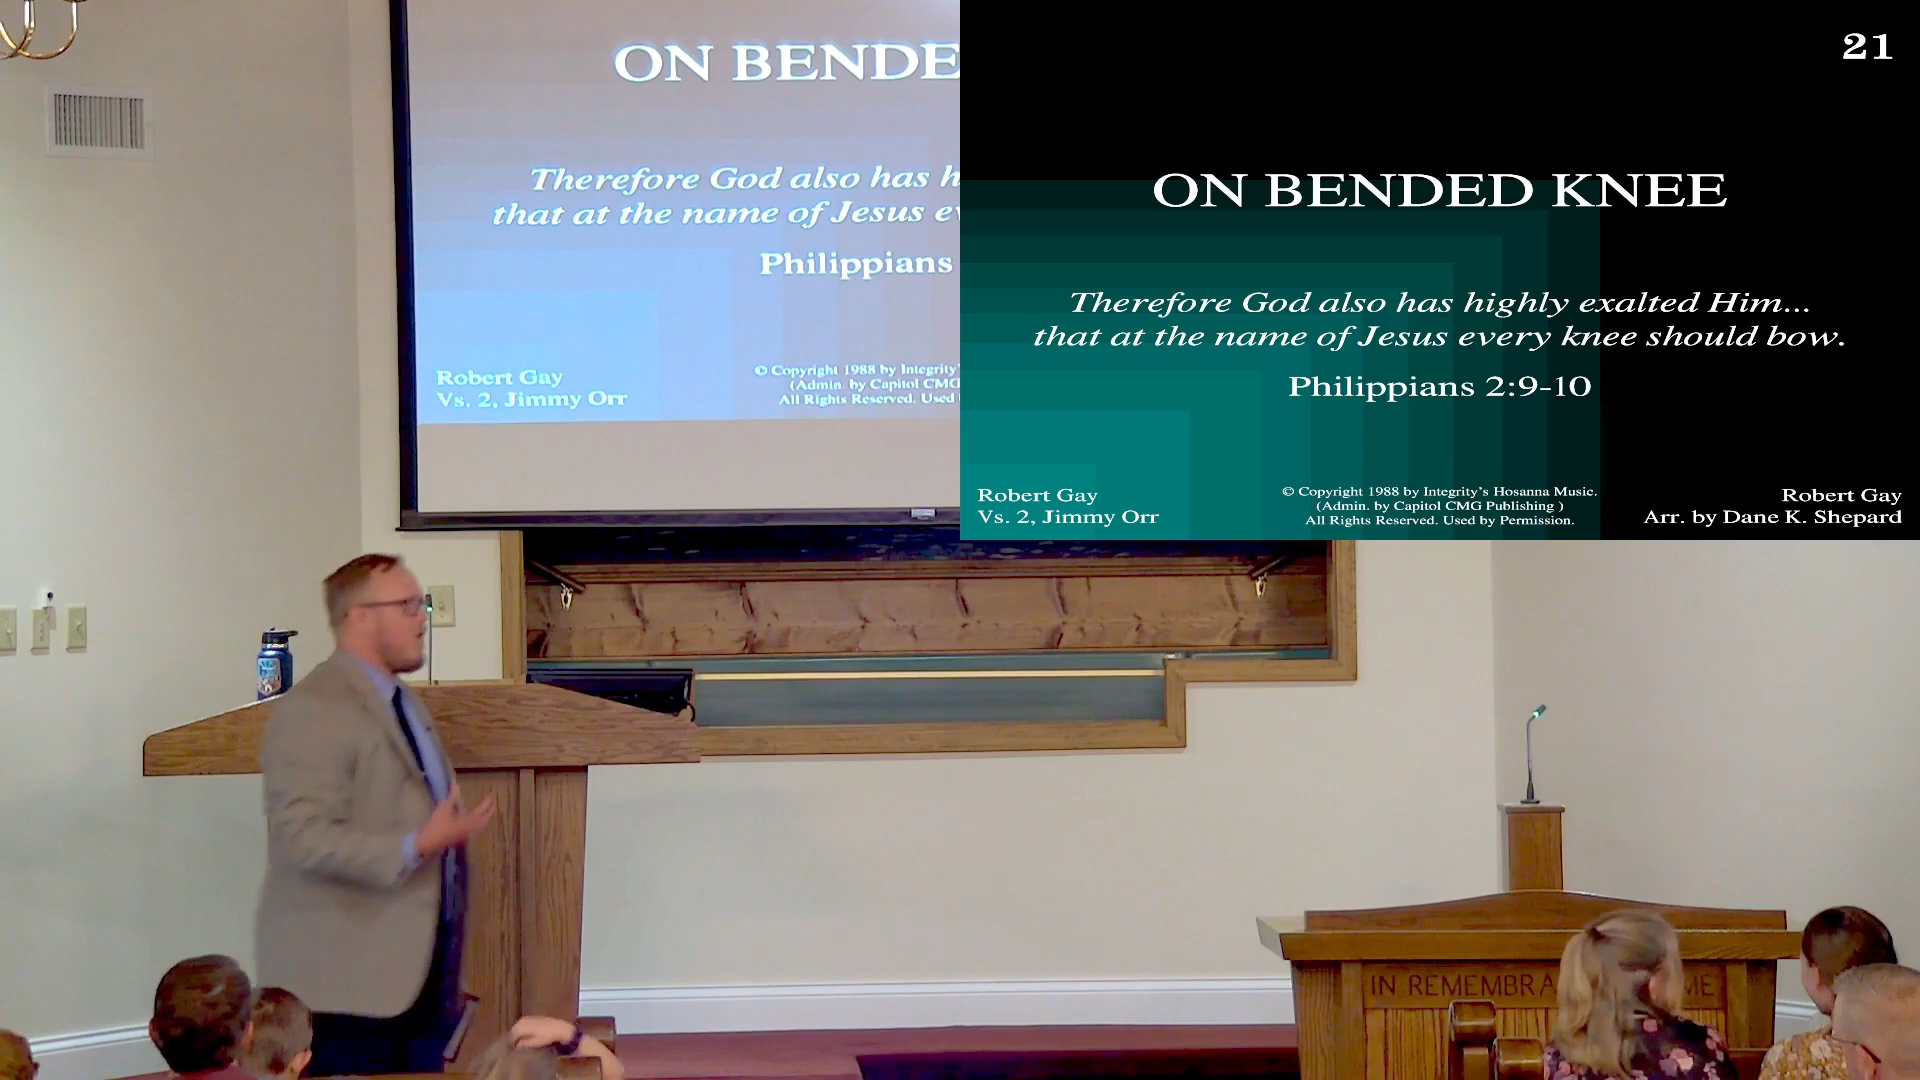 ON BENDE
Therefore God also has h
that at the name of Jesus ev
Philippians
Robert Gay
Vs. 2, Jimmy Orr
© Copyright 1988 by Integrity'
(Admin. by Capitol CMG
All Rights Reserved. Used
21
ON BENDED KNEE
Therefore God also has highly exalted Him...
that at the name of Jesus every knee should bow.
Philippians 2:9-10
Robert Gay
Vs. 2, Jimmy Orr
© Copyright 1988 by Integrity's Hosanna Music.
(Admin. by Capitol CMG Publishing )
All Rights Reserved. Used by Permission.
Robert Gay
Arr. by Dane K. Shepard
IN REMEMBRA ME